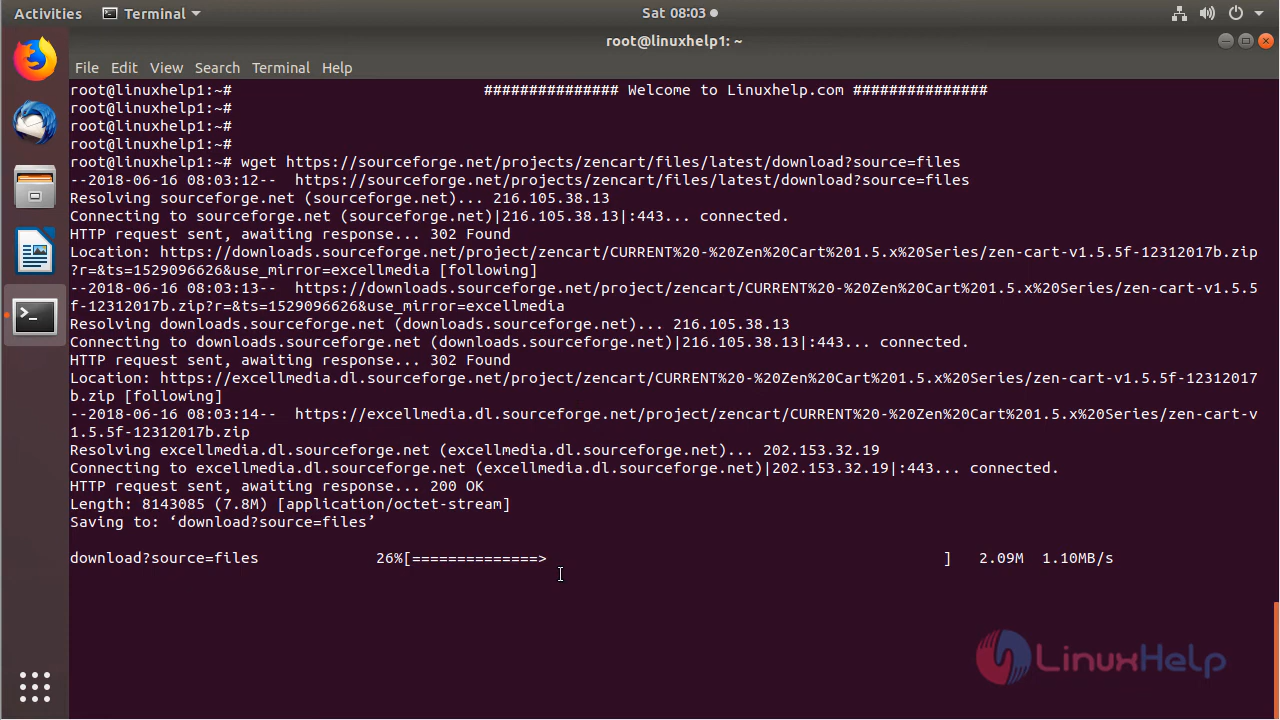 Activities Terminal Sat 08:03
root@linuxhelp1: ~
File Edit View Search Terminal Help
root@linuxhelp1:~# ############### Welcome to Linuxhelp.com ###############
root@linuxhelp1:~#
root@linuxhelp1:~#
root@linuxhelp1:~#
root@linuxhelp1:~# wget https://sourceforge.net/projects/zencart/files/latest/download?source=files
--2018-06-16 08:03:12--  https://sourceforge.net/projects/zencart/files/latest/download?source=files
Resolving sourceforge.net (sourceforge.net)... 216.105.38.13
Connecting to sourceforge.net (sourceforge.net)|216.105.38.13|:443... connected.
HTTP request sent, awaiting response... 302 Found
Location: https://downloads.sourceforge.net/project/zencart/CURRENT%20-%20Zen%20Cart%201.5.x%20Series/zen-cart-v1.5.5f-12312017b.zip
?r=&ts=1529096626&use_mirror=excellmedia [following]
--2018-06-16 08:03:13--  https://downloads.sourceforge.net/project/zencart/CURRENT%20-%20Zen%20Cart%201.5.x%20Series/zen-cart-v1.5.5
f-12312017b.zip?r=&ts=1529096626&use_mirror=excellmedia
Resolving downloads.sourceforge.net (downloads.sourceforge.net)... 216.105.38.13
Connecting to downloads.sourceforge.net (downloads.sourceforge.net)|216.105.38.13|:443... connected.
HTTP request sent, awaiting response... 302 Found
Location: https://excellmedia.dl.sourceforge.net/project/zencart/CURRENT%20-%20Zen%20Cart%201.5.x%20Series/zen-cart-v1.5.5f-12312017
b.zip [following]
--2018-06-16 08:03:14--  https://excellmedia.dl.sourceforge.net/project/zencart/CURRENT%20-%20Zen%20Cart%201.5.x%20Series/zen-cart-v
1.5.5f-12312017b.zip
Resolving excellmedia.dl.sourceforge.net (excellmedia.dl.sourceforge.net)... 202.153.32.19
Connecting to excellmedia.dl.sourceforge.net (excellmedia.dl.sourceforge.net)|202.153.32.19|:443... connected.
HTTP request sent, awaiting response... 200 OK
Length: 8143085 (7.8M) [application/octet-stream]
Saving to: ‘download?source=files’
download?source=files 26%[==============> ] 2.09M 1.10MB/s
LinuxHelp